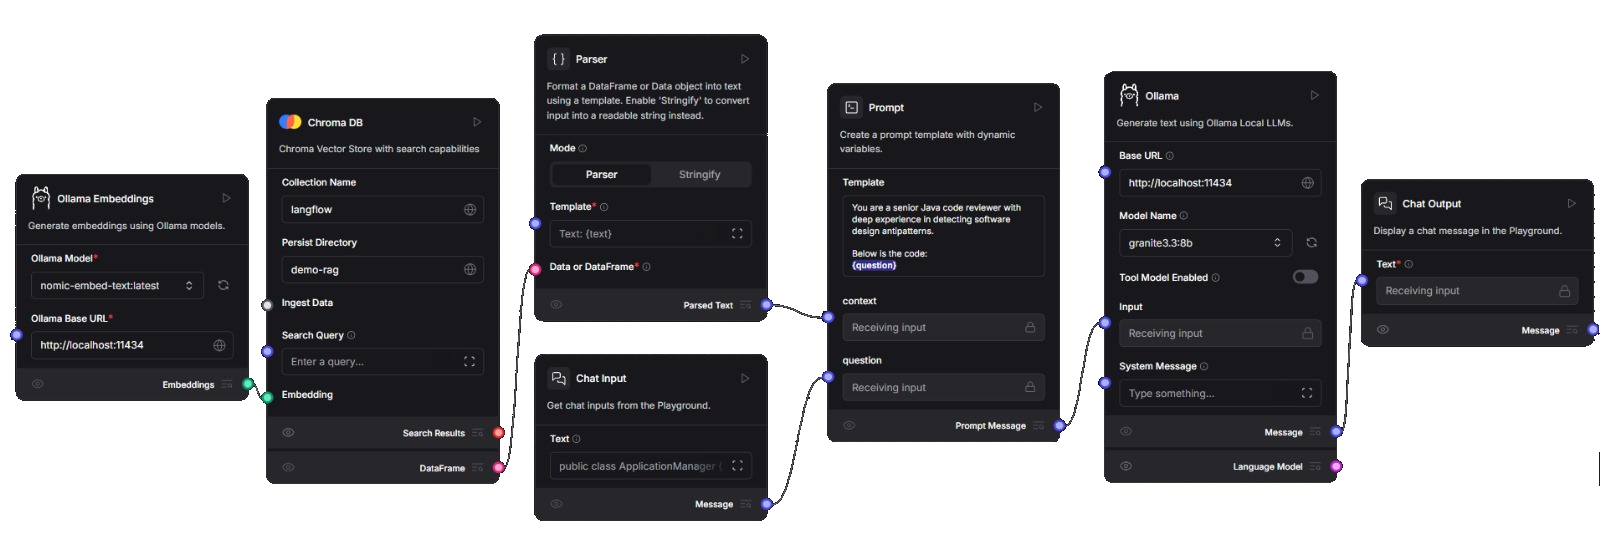 Ollama Embeddings
Generate embeddings using Ollama models.
Ollama Model*
nomic-embed-text:latest
Ollama Base URL*
http://localhost:11434
Embeddings
Chroma DB
Chroma Vector Store with search capabilities
Collection Name
langflow
Persist Directory
demo-rag
Ingest Data
Search Query
Enter a query...
Embedding
Search Results
DataFrame
{ } Parser
Format a DataFrame or Data object into text
using a template. Enable 'Stringify' to convert
input into a readable string instead.
Mode
Parser Stringify
Template*
Text: {text}
Data or DataFrame*
Parsed Text
Chat Input
Get chat inputs from the Playground.
Text
public class ApplicationManager {
Message
Prompt
Create a prompt template with dynamic
variables.
Template
You are a senior Java code reviewer with
deep experience in detecting software
design antipatterns.
Below is the code:
{question}
context
Receiving input
question
Receiving input
Prompt Message
Ollama
Generate text using Ollama Local LLMs.
Base URL
http://localhost:11434
Model Name
granite3.3:8b
Tool Model Enabled
Input
Receiving input
System Message
Type something...
Message
Language Model
Chat Output
Display a chat message in the Playground.
Text*
Receiving input
Message